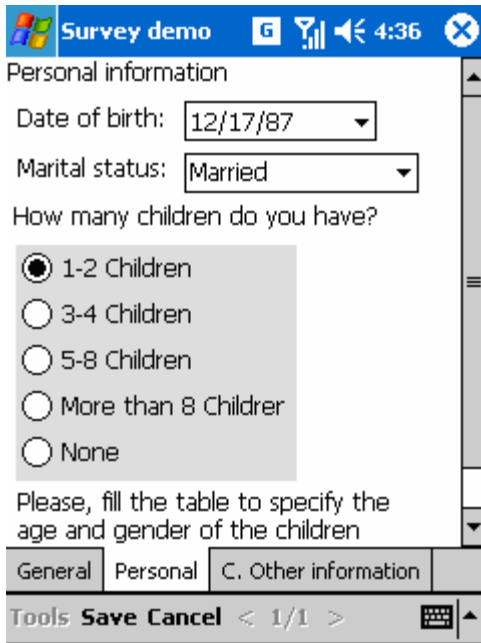 Survey demo G 4:36
Personal information
Date of birth: 12/17/87
Marital status: Married
How many children do you have?
1-2 Children
3-4 Children
5-8 Children
More than 8 Childrer
None
Please, fill the table to specify the
age and gender of the children
General Personal C. Other information
Tools Save Cancel < 1/1 >